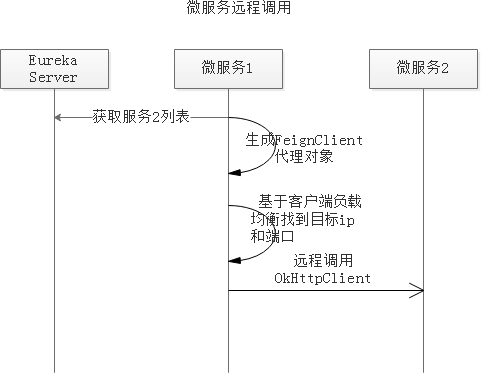 微服务远程调用
Eureka
Server
微服务1
微服务2
获取服务2列表
生成FeignClient
代理对象
基于客户端负载
均衡找到目标ip
和端口
远程调用
OkHttpClient